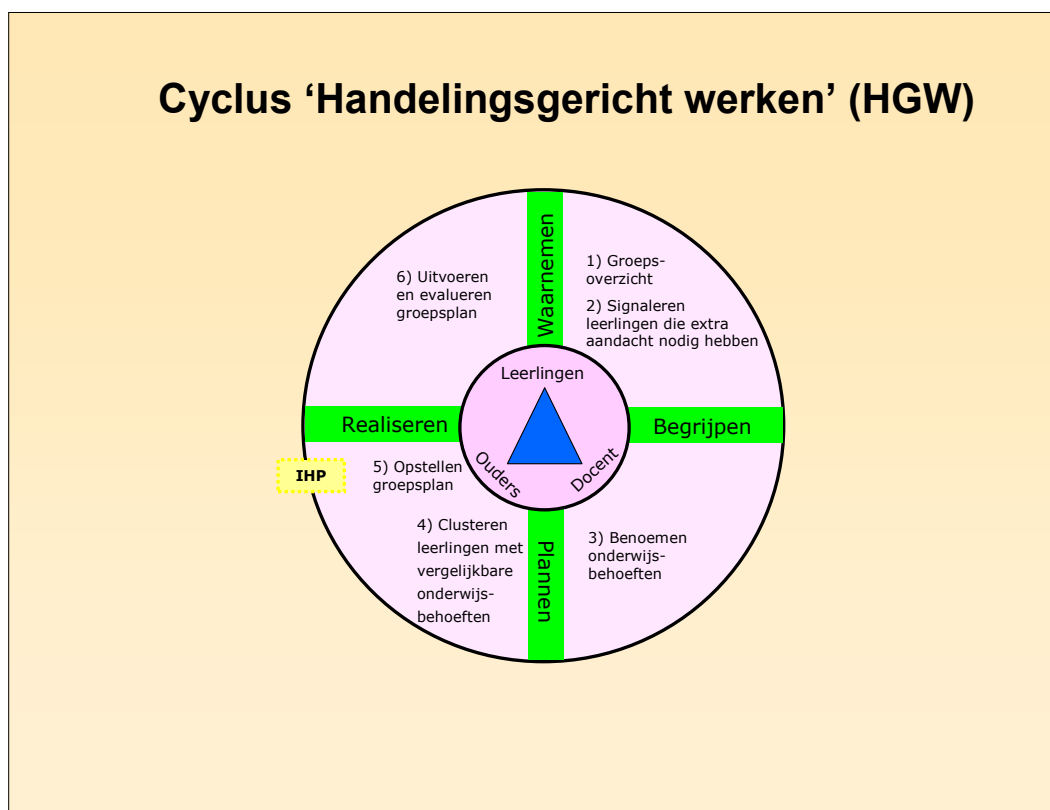 Cyclus ‘Handelingsgericht werken’ (HGW)
Waarnemen
1) Groeps-
overzicht
2) Signaleren
leerlingen die extra
aandacht nodig hebben
Begrijpen
3) Benoemen
onderwijs-
behoeften
Plannen
4) Clusteren
leerlingen met
vergelijkbare
onderwijs-
behoeften
5) Opstellen
groepsplan
IHP
Realiseren
6) Uitvoeren
en evalueren
groepsplan
Leerlingen
Ouders
Docent